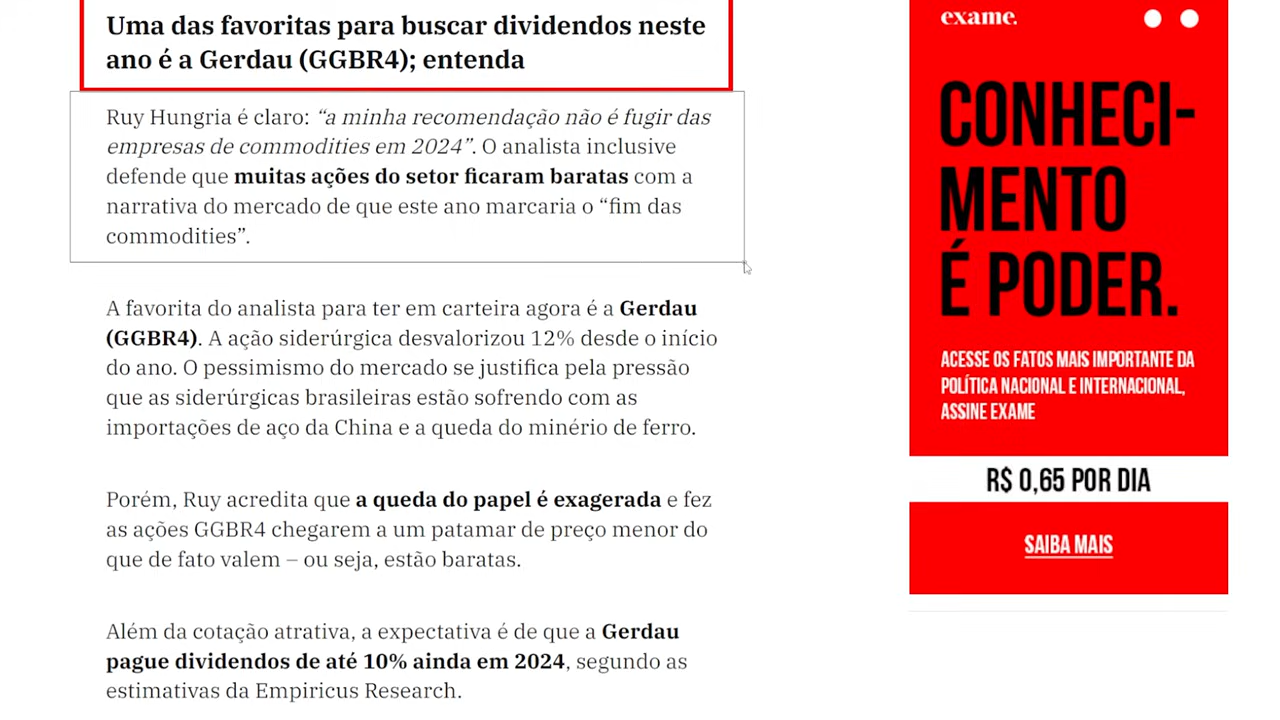 Uma das favoritas para buscar dividendos neste
ano é a Gerdau (GGBR4); entenda
Ruy Hungria é claro: “a minha recomendação não é fugir das
empresas de commodities em 2024”. O analista inclusive
defende que muitas ações do setor ficaram baratas com a
narrativa do mercado de que este ano marcaria o “fim das
commodities”.
A favorita do analista para ter em carteira agora é a Gerdau
(GGBR4). A ação siderúrgica desvalorizou 12% desde o início
do ano. O pessimismo do mercado se justifica pela pressão
que as siderúrgicas brasileiras estão sofrendo com as
importações de aço da China e a queda do minério de ferro.
Porém, Ruy acredita que a queda do papel é exagerada e fez
as ações GGBR4 chegarem a um patamar de preço menor do
que de fato valem – ou seja, estão baratas.
Além da cotação atrativa, a expectativa é de que a Gerdau
pague dividendos de até 10% ainda em 2024, segundo as
estimativas da Empiricus Research.
exame.
CONHECI-
MENTO
É PODER.
ACESSE OS FATOS MAIS IMPORTANTE DA
POLÍTICA NACIONAL E INTERNACIONAL,
ASSINE EXAME
R$ 0,65 POR DIA
SAIBA MAIS